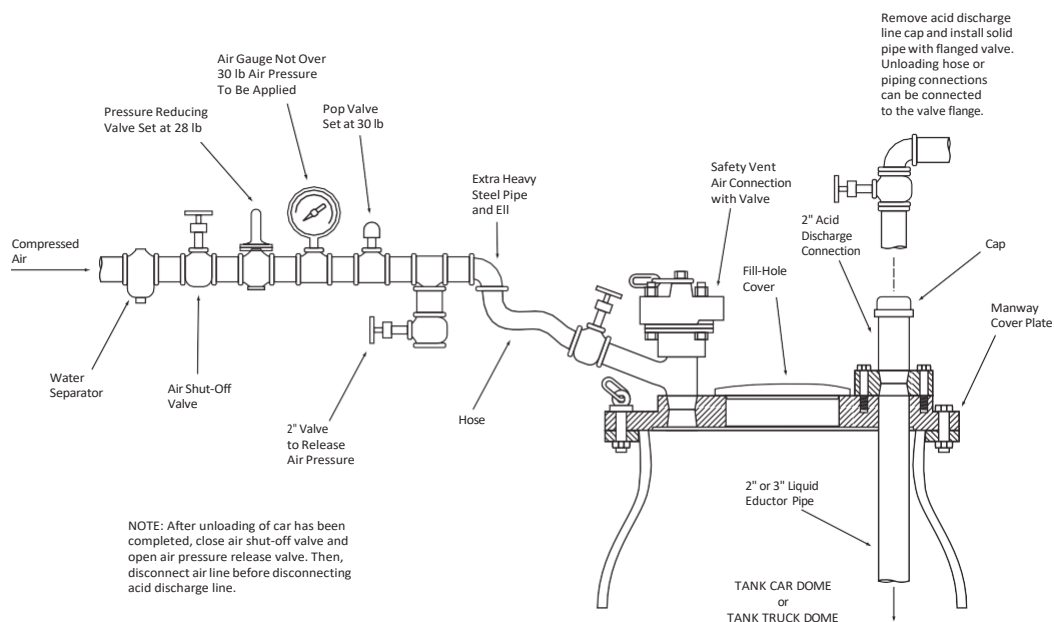 Remove acid discharge
line cap and install solid
pipe with flanged valve.
Unloading hose or
piping connections
can be connected
to the valve flange.
Air Gauge Not Over
30 lb Air Pressure
To Be Applied
Pressure Reducing
Valve Set at 28 lb
Pop Valve
Set at 30 lb
Extra Heavy
Steel Pipe
and Ell
Safety Vent
Air Connection
with Valve
2" Acid
Discharge
Connection
Compressed
Air
Fill-Hole
Cover
Cap
Manway
Cover Plate
Water
Separator
Air Shut-Off
Valve
2" Valve
to Release
Air Pressure
Hose
2" or 3" Liquid
Eductor Pipe
NOTE: After unloading of car has been
completed, close air shut-off valve and
open air pressure release valve. Then,
disconnect air line before disconnecting
acid discharge line.
TANK CAR DOME
or
TANK TRUCK DOME